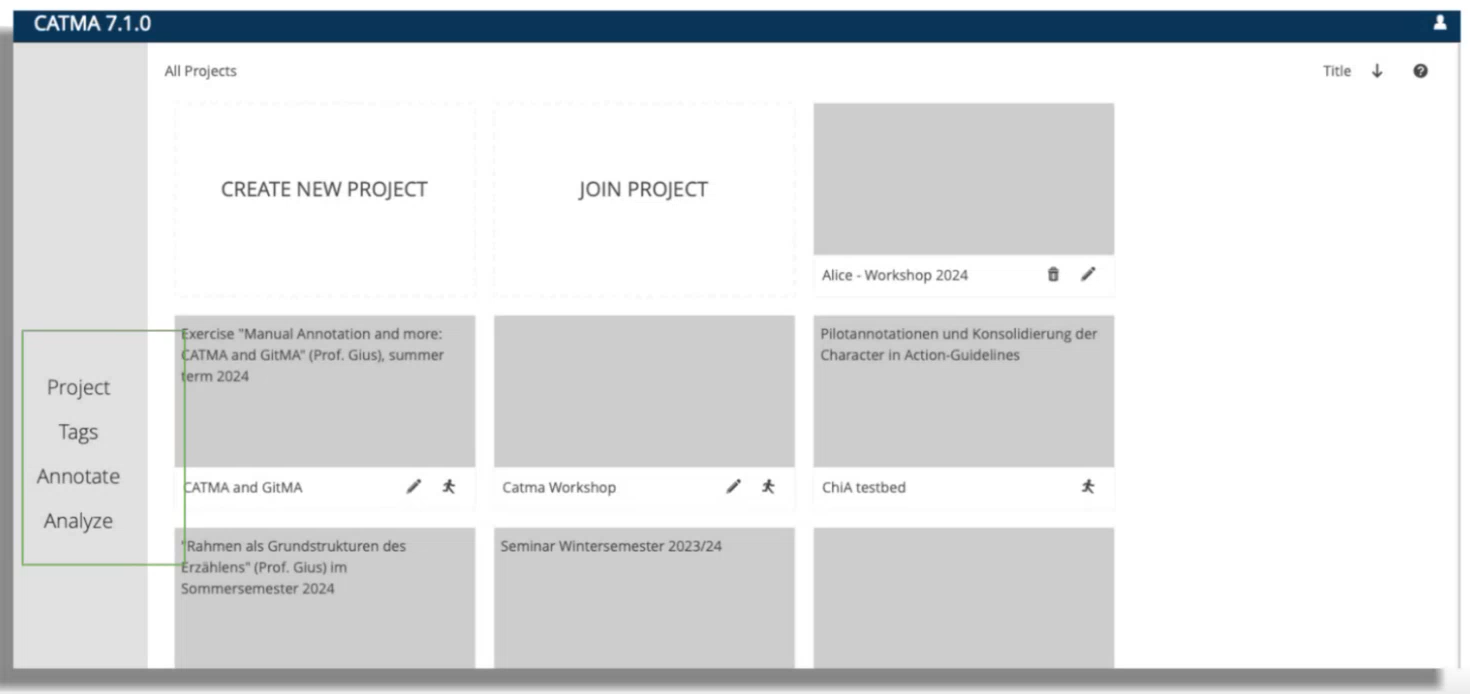 CATMA 7.1.0
All Projects
Title
CREATE NEW PROJECT
JOIN PROJECT
Alice - Workshop 2024
Project
Tags
Annotate
Analyze
Exercise "Manual Annotation and more:
CATMA and GitMA" (Prof. Gius), summer
term 2024
CATMA and GitMA
Catma Workshop
Pilotannotationen und Konsolidierung der
Character in Action-Guidelines
ChiA testbed
"Rahmen als Grundstrukturen des
Erzählens" (Prof. Gius) im
Sommersemester 2024
Seminar Wintersemester 2023/24